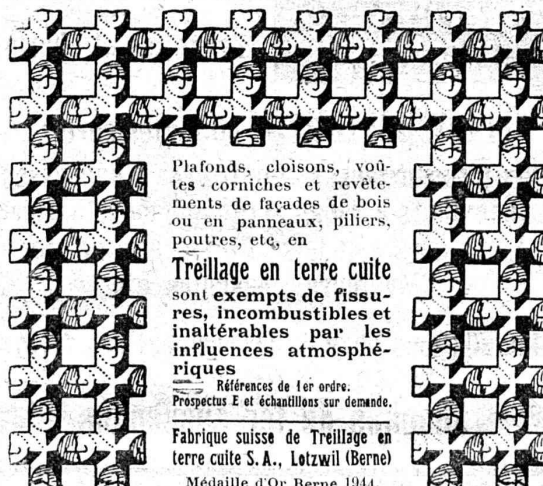 Plafonds, cloisons, voû-
tes corniches et revête-
ments de façades de bois
ou en panneaux, piliers,
poutres, etc, en
Treillage en terre cuite
sont exempts de fissu-
res, incombustibles et
inaltérables par les
influences atmosphé-
riques
Références de 1er ordre.
Prospectus E et échantillons sur demande.
Fabrique suisse de Treillage en
terre cuite S.A., Lotzwil (Berne)
Médaille d'Or Berne 1944